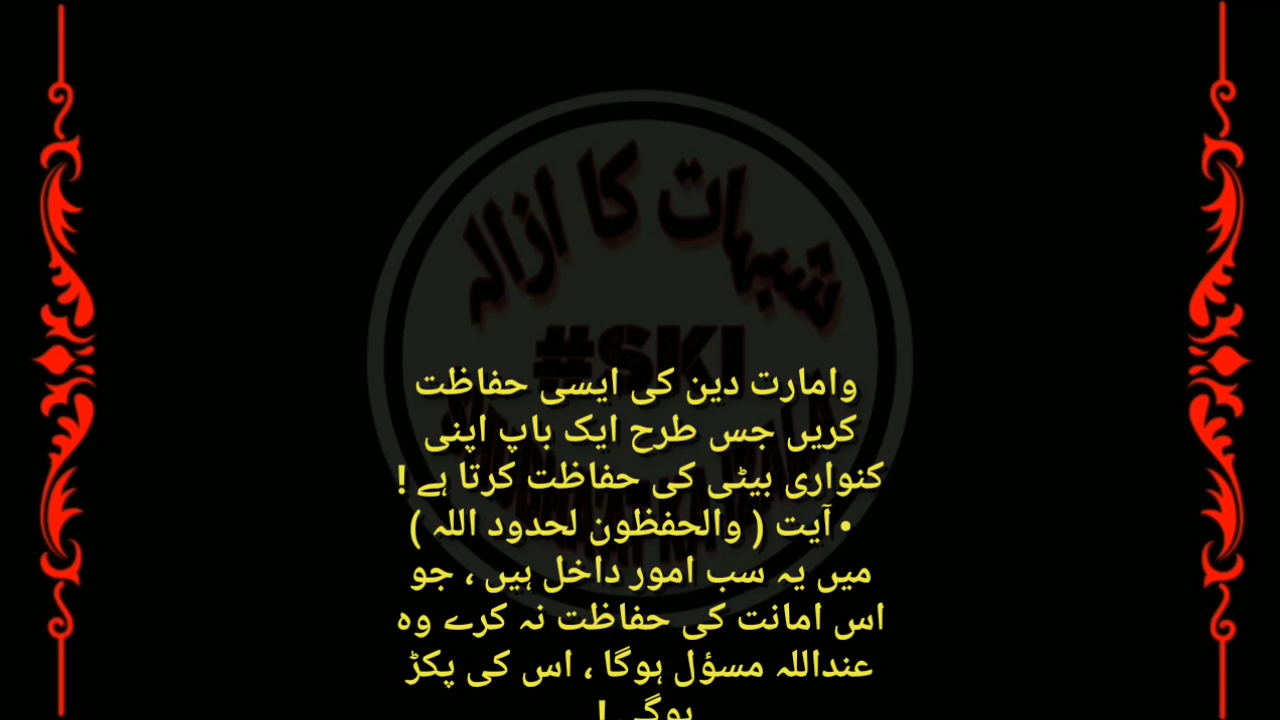 شبہات کا ازالہ
#SKI
وامارت دین کی ایسی حفاظت
کریں جس طرح ایک باپ اپنی
کنواری بیٹی کی حفاظت کرتا ہے !
• آیت ( والحفظون لحدود اللہ )
میں یہ سب امور داخل ہیں ، جو
اس امانت کی حفاظت نہ کرے وہ
عنداللہ مسؤل ہوگا ، اس کی پکڑ
ہوگی !